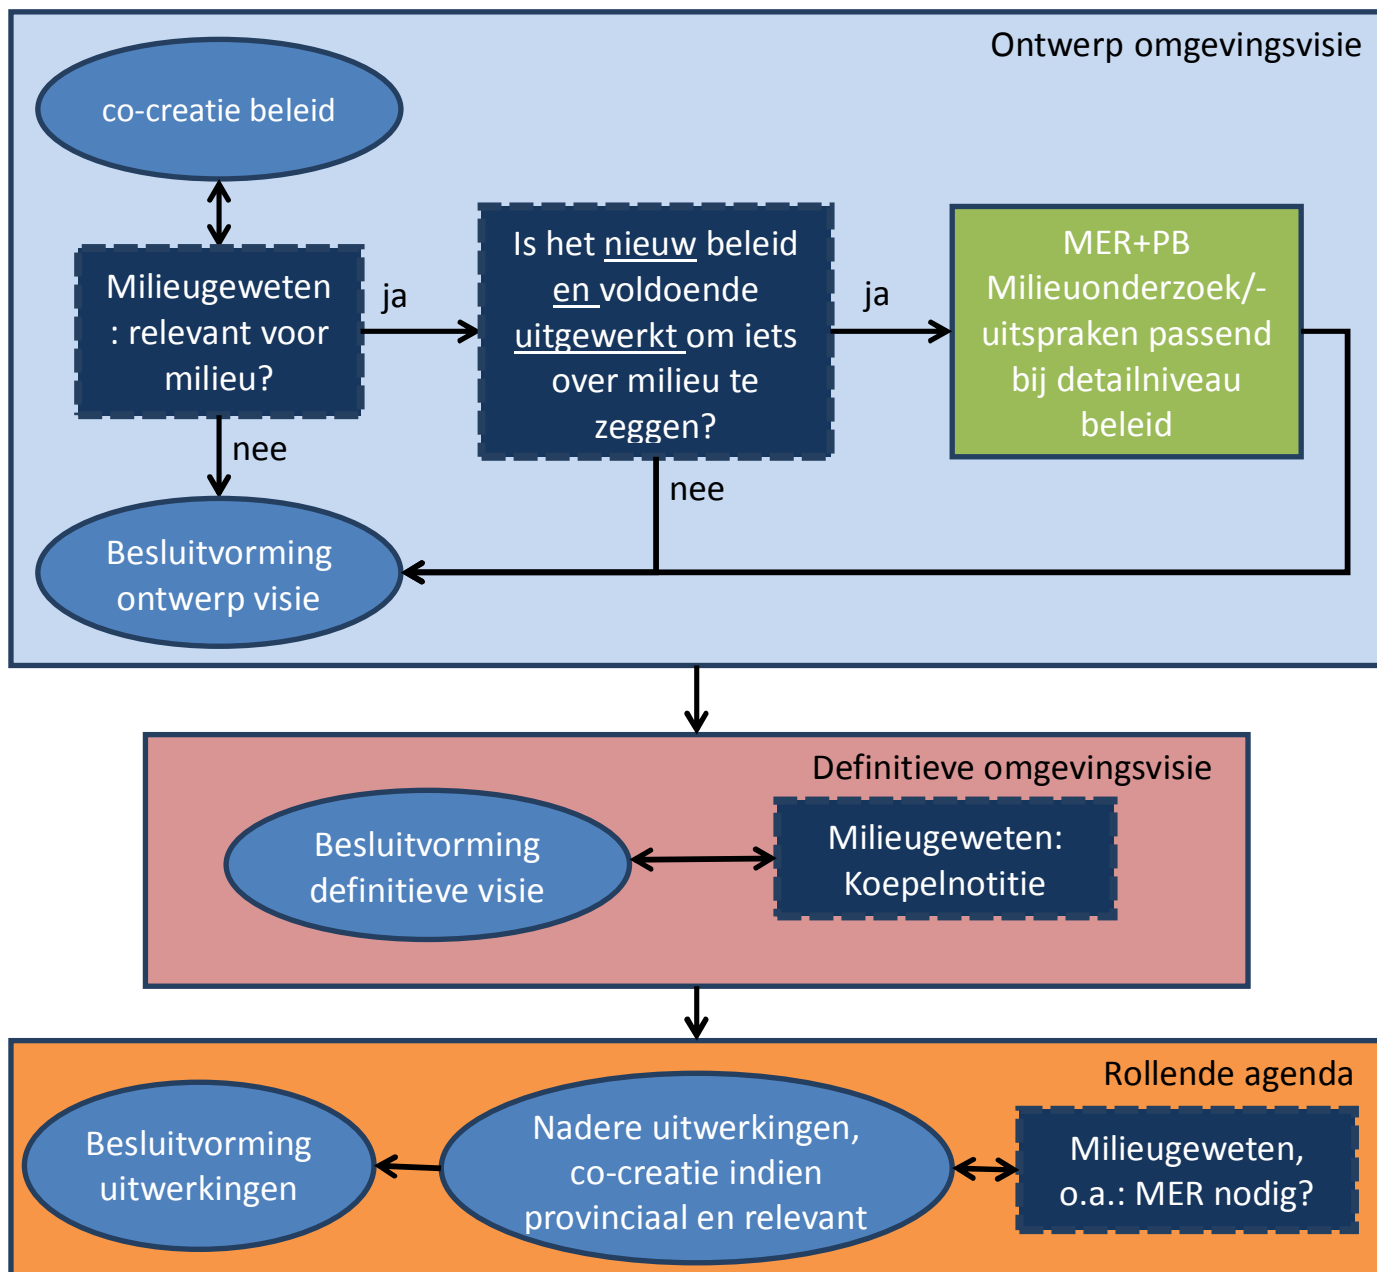 Ontwerp omgevingsvisie
co-creatie beleid
Milieugeweten
: relevant voor
milieu?
ja
Is het nieuw beleid
en voldoende
uitgewerkt om iets
over milieu te
zeggen?
ja
MER+PB
Milieuonderzoek/-
uitspraken passend
bij detailniveau
beleid
nee
nee
Besluitvorming
ontwerp visie
Definitieve omgevingsvisie
Besluitvorming
definitieve visie
Milieugeweten:
Koepelnotitie
Rollende agenda
Besluitvorming
uitwerkingen
Nadere uitwerkingen,
co-creatie indien
provinciaal en relevant
Milieugeweten,
o.a.: MER nodig?